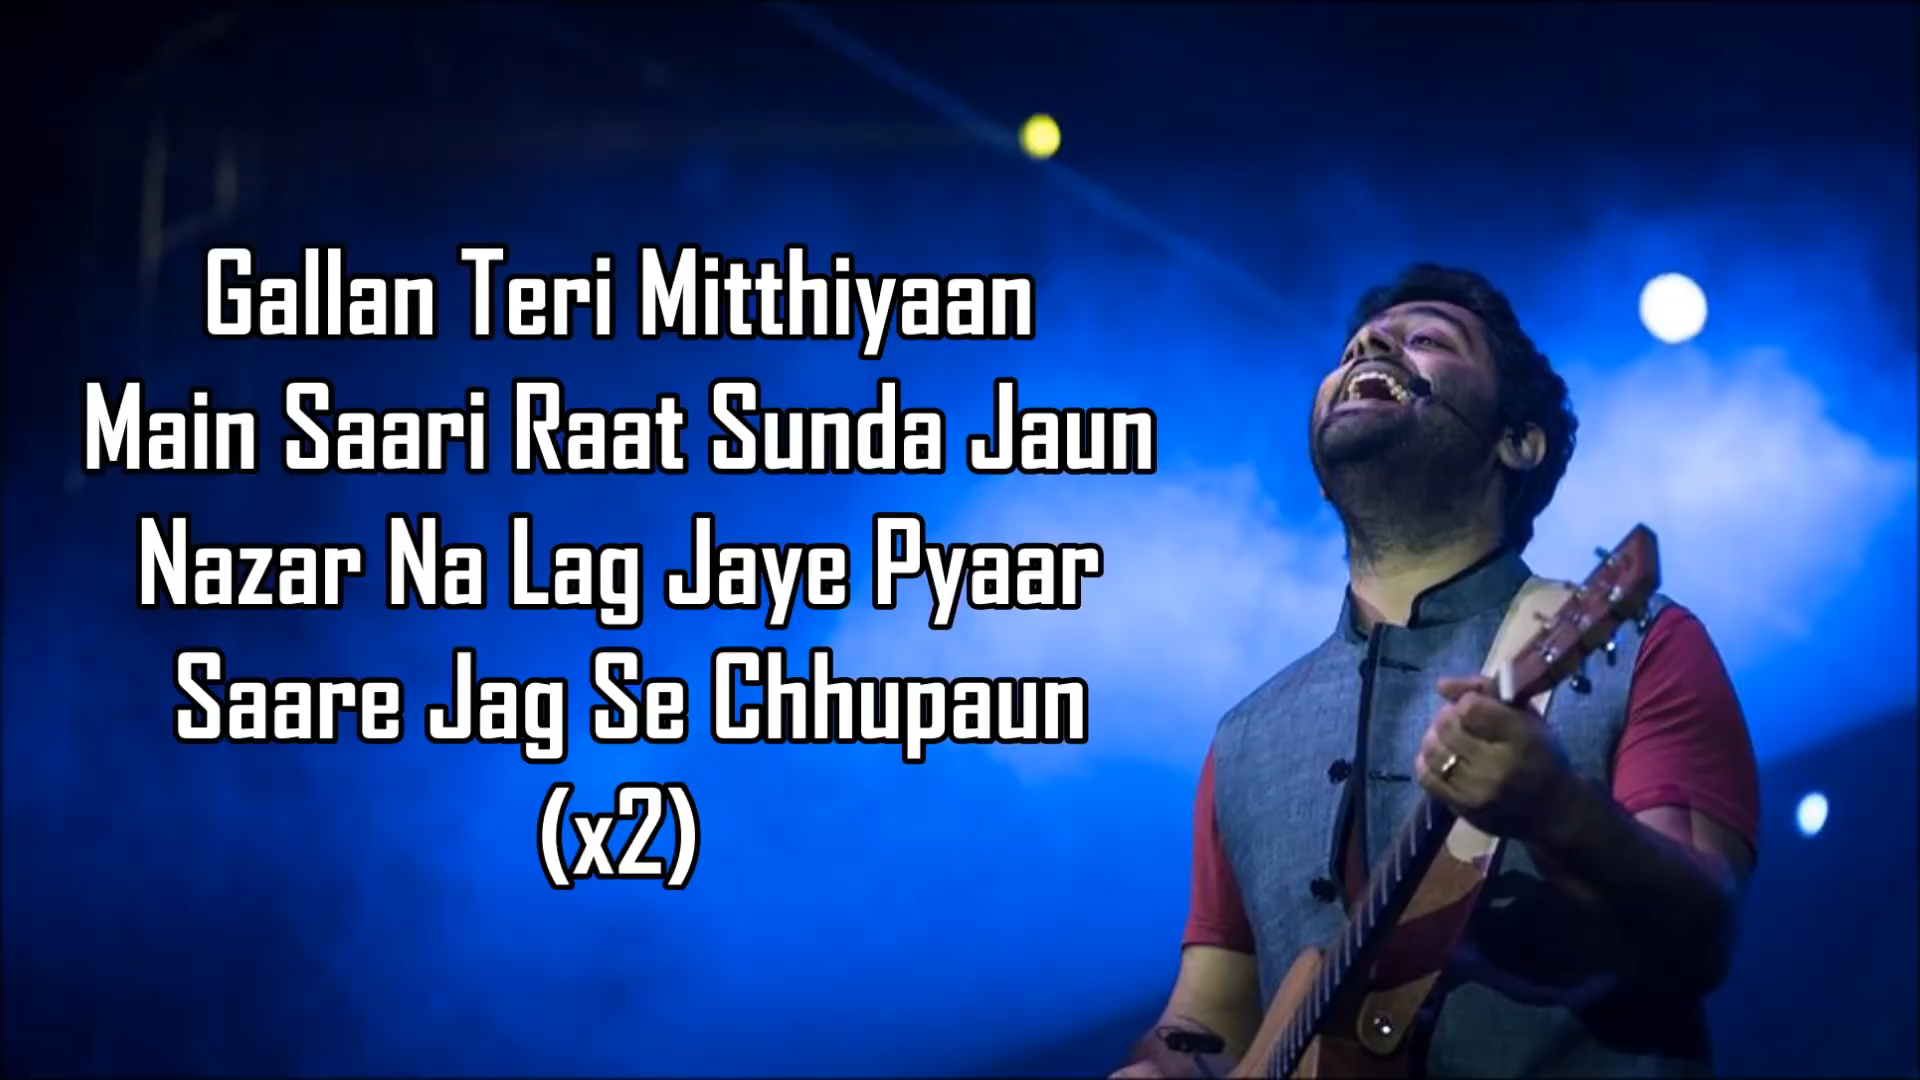 Gallan Teri Mitthiyaan
Main Saari Raat Sunda Jaun
Nazar Na Lag Jaye Pyaar
Saare Jag Se Chhupaun
(x2)